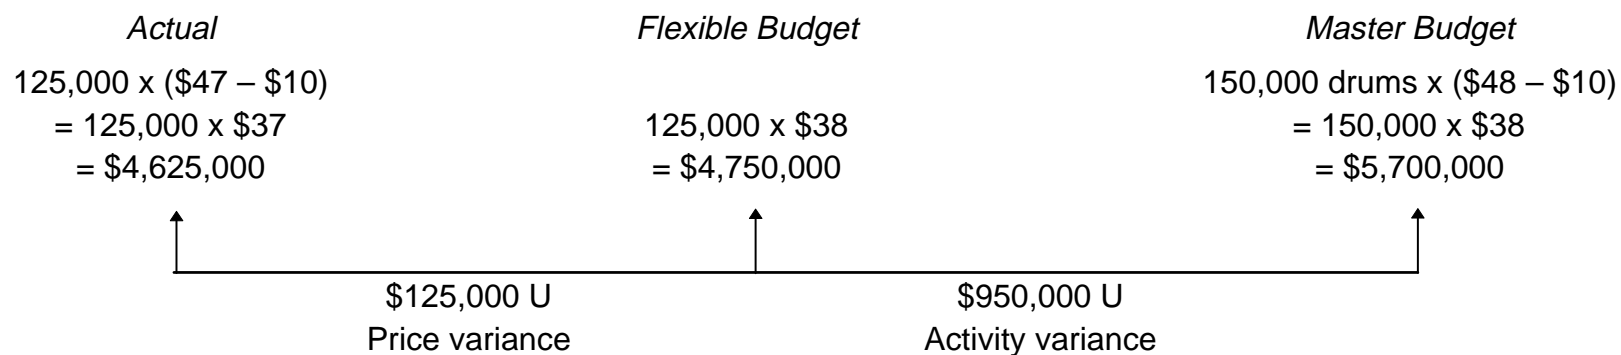 Actual Flexible Budget Master Budget
125,000 x ($47 – $10) 150,000 drums x ($48 – $10)
= 125,000 x $37 125,000 x $38 = 150,000 x $38
= $4,625,000 = $4,750,000 = $5,700,000
$125,000 U $950,000 U
Price variance Activity variance